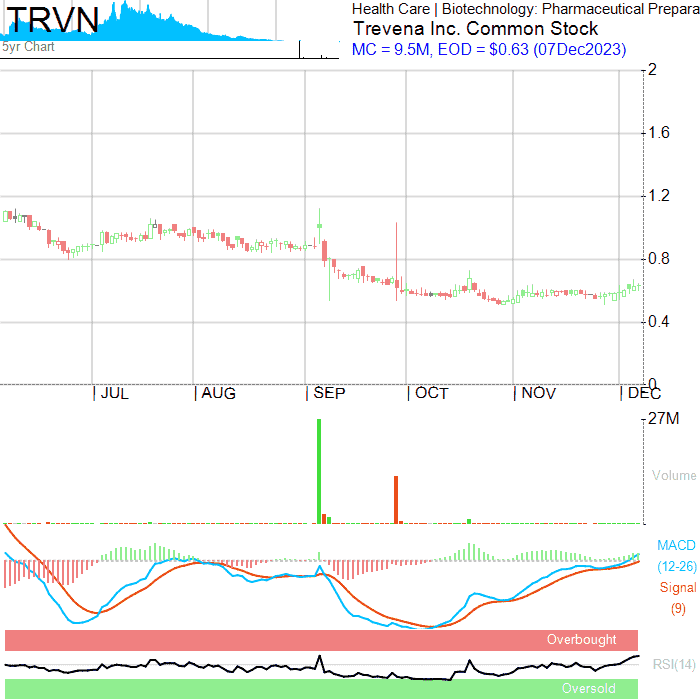 TRVN
5yr Chart
Health Care | Biotechnology: Pharmaceutical Prepara
Trevena Inc. Common Stock
MC = 9.5M, EOD = $0.63 (07Dec2023)
2
1.6
1.2
0.8
0.4
0
JUL AUG SEP OCT NOV DEC
27M
Volume
MACD
(12-26)
Signal
(9)
Overbought
RSI(14)
Oversold